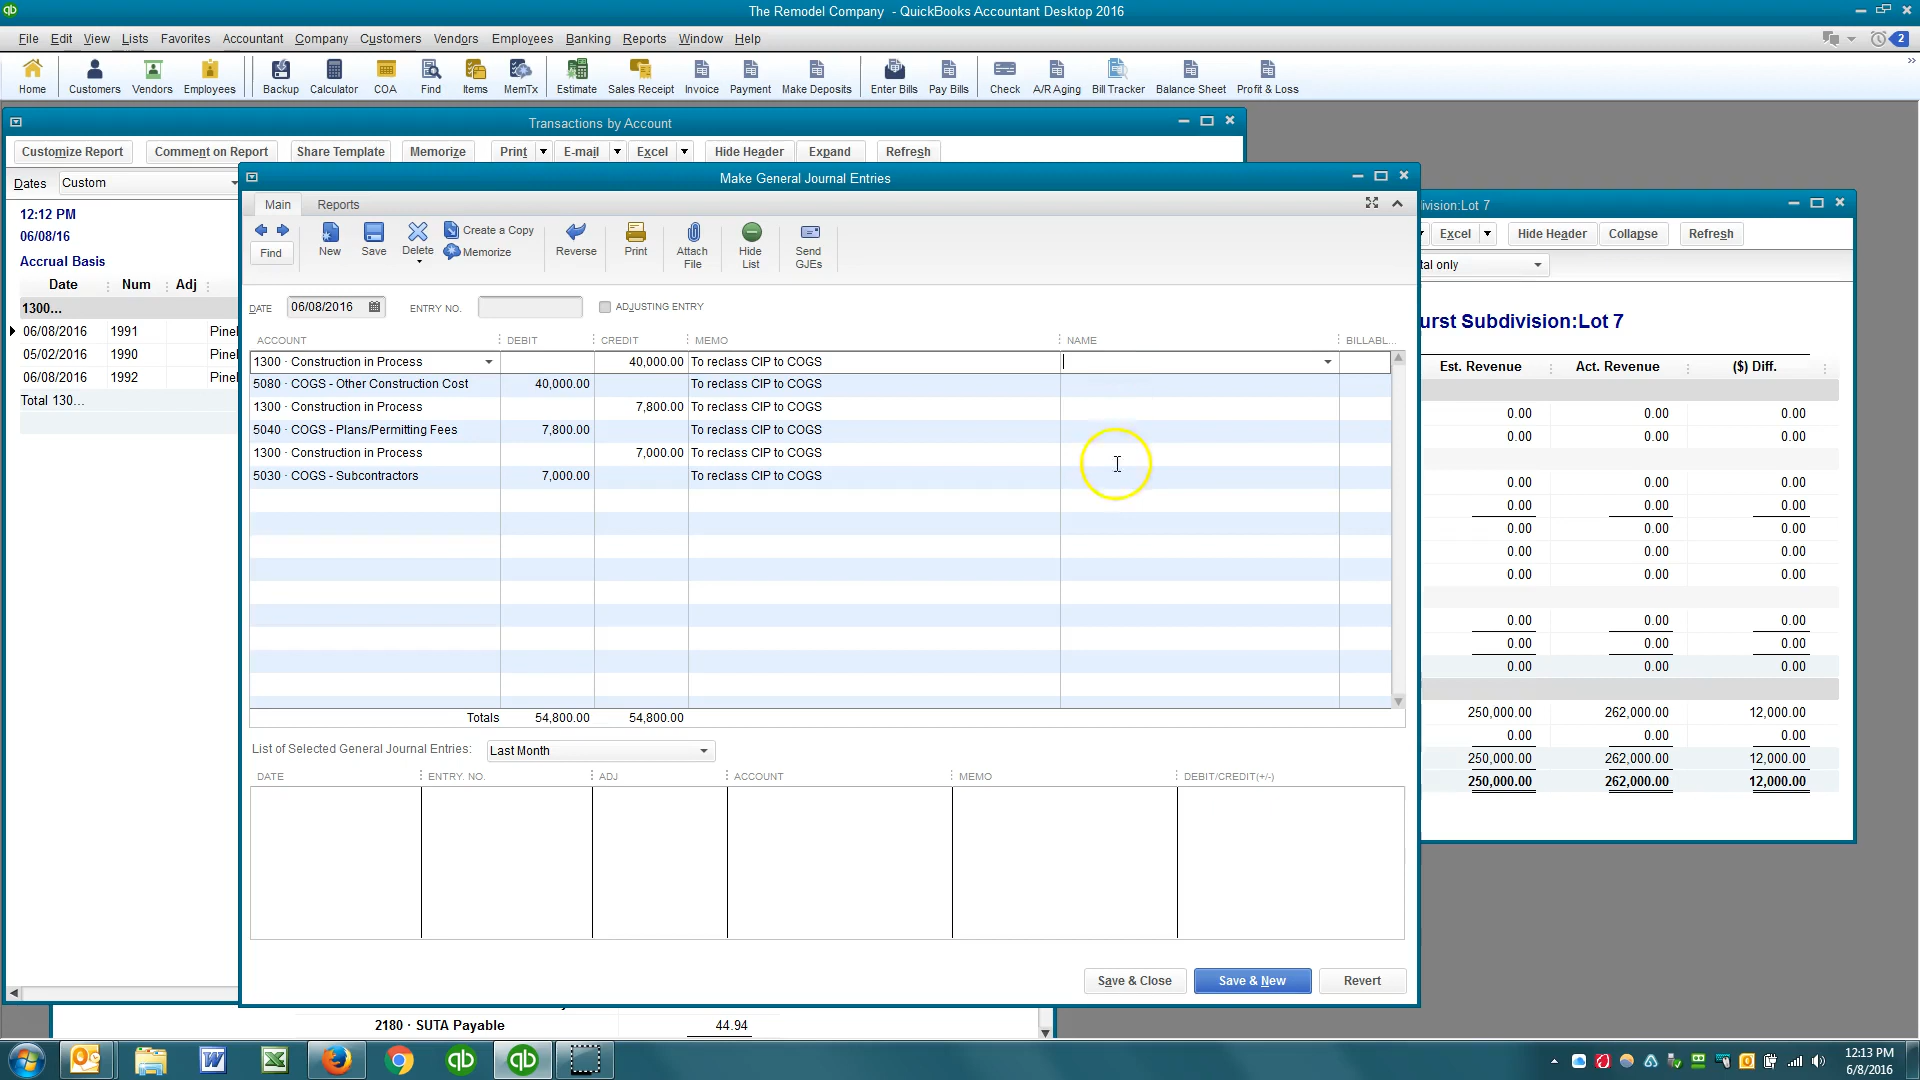 The Remodel Company - QuickBooks Accountant Desktop 2016
File Edit View Lists Favorites Accountant Company Customers Vendors Employees Banking Reports Window Help
2
Home Customers Vendors Employees Backup Calculator COA Find Items MemTx Estimate Sales Receipt Invoice Payment Make Deposits Enter Bills Pay Bills Check A/R Aging Bill Tracker Balance Sheet Profit & Loss
Transactions by Account
Customize Report Comment on Report Share Template Memorize Print E-mail Excel Hide Header Expand Refresh
Dates Custom
12:12 PM
06/08/16
Accrual Basis
Date Num Adj
1300...
06/08/2016 1991 Pinel
05/02/2016 1990 Pinel
06/08/2016 1992 Pinel
Total 130...
Make General Journal Entries
Main Reports
Find New Save Delete Create a Copy Memorize Reverse Print Attach File Hide List Send GJEs
DATE 06/08/2016 ENTRY NO. ADJUSTING ENTRY
ACCOUNT DEBIT CREDIT MEMO NAME BILLABL...
1300 · Construction in Process 40,000.00 To reclass CIP to COGS
5080 · COGS - Other Construction Cost 40,000.00 To reclass CIP to COGS
1300 · Construction in Process 7,800.00 To reclass CIP to COGS
5040 · COGS - Plans/Permitting Fees 7,800.00 To reclass CIP to COGS
1300 · Construction in Process 7,000.00 To reclass CIP to COGS
5030 · COGS - Subcontractors 7,000.00 To reclass CIP to COGS
Totals 54,800.00 54,800.00
List of Selected General Journal Entries: Last Month
DATE ENTRY. NO. ADJ ACCOUNT MEMO DEBIT/CREDIT(+/-)
Save & Close Save & New Revert
2180 · SUTA Payable 44.94
ivision:Lot 7
Excel Hide Header Collapse Refresh
tal only
urst Subdivision:Lot 7
Est. Revenue Act. Revenue ($) Diff.
0.00 0.00 0.00
0.00 0.00 0.00
0.00 0.00 0.00
0.00 0.00 0.00
0.00 0.00 0.00
0.00 0.00 0.00
0.00 0.00 0.00
0.00 0.00 0.00
0.00 0.00 0.00
0.00 0.00 0.00
250,000.00 262,000.00 12,000.00
0.00 0.00 0.00
250,000.00 262,000.00 12,000.00
250,000.00 262,000.00 12,000.00
12:13 PM
6/8/2016